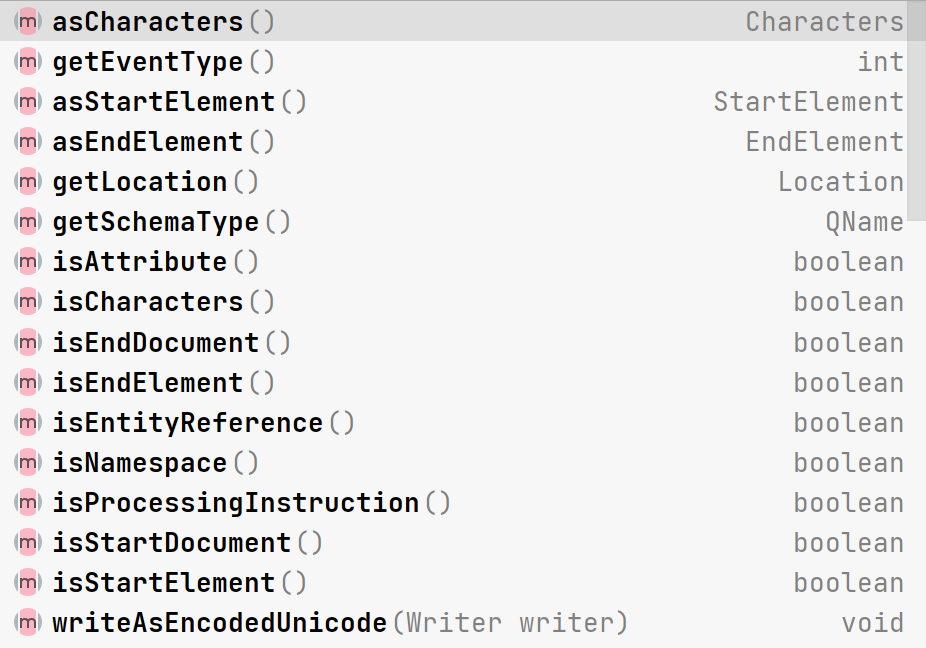 m asCharacters() Characters
m getEventType() int
m asStartElement() StartElement
m asEndElement() EndElement
m getLocation() Location
m getSchemaType() QName
m isAttribute() boolean
m isCharacters() boolean
m isEndDocument() boolean
m isEndElement() boolean
m isEntityReference() boolean
m isNamespace() boolean
m isProcessingInstruction() boolean
m isStartDocument() boolean
m isStartElement() boolean
m writeAsEncodedUnicode(Writer writer) void